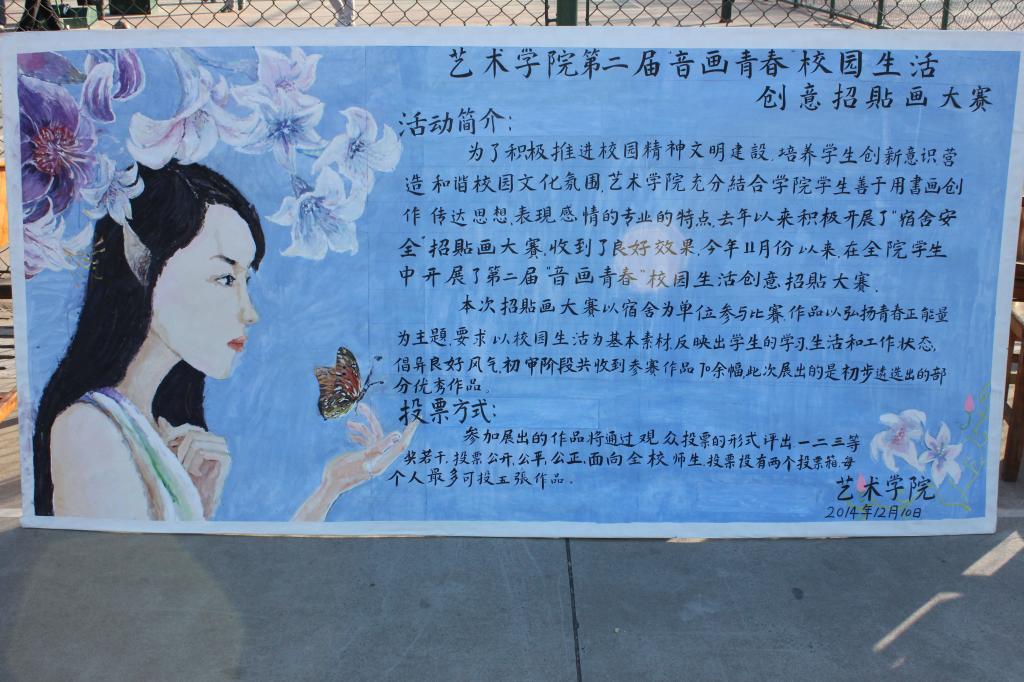 艺术学院第二届"音画青春"校园生活
创意招貼画大赛
活动简介:
为了积极推进校园精神文明建設,培养学生创新意识营
造和谐校园文化氛围,艺术学院充分結合学院学生善于用書画创
作传达思想,表現感情的专业的特点,去年以来积极开展了"宿舍安
全"招貼画大賽,收到了良好效果,今年11月份以来,在全院学生
中开展了第二届"音画青春"校园生活创意招貼大賽.
本次招貼画大賽以宿舍为单位参与比賽,作品以弘扬青春正能量
为主題,要求以校园生活为基本素材反映出学生的学习,生活和工作状态,
倡导良好风气,初审阶段共收到参赛作品70余幅,此次展出的是初步遴选出的部
分优秀作品.
投票方式:
参加展出的作品将通过观众投票的形式评出一二三等
奖若干,投票公开,公平,公正,面向全校师生,投票设有两个投票箱,每
个人最多可投五張作品.
艺术学院
2014年12月10日